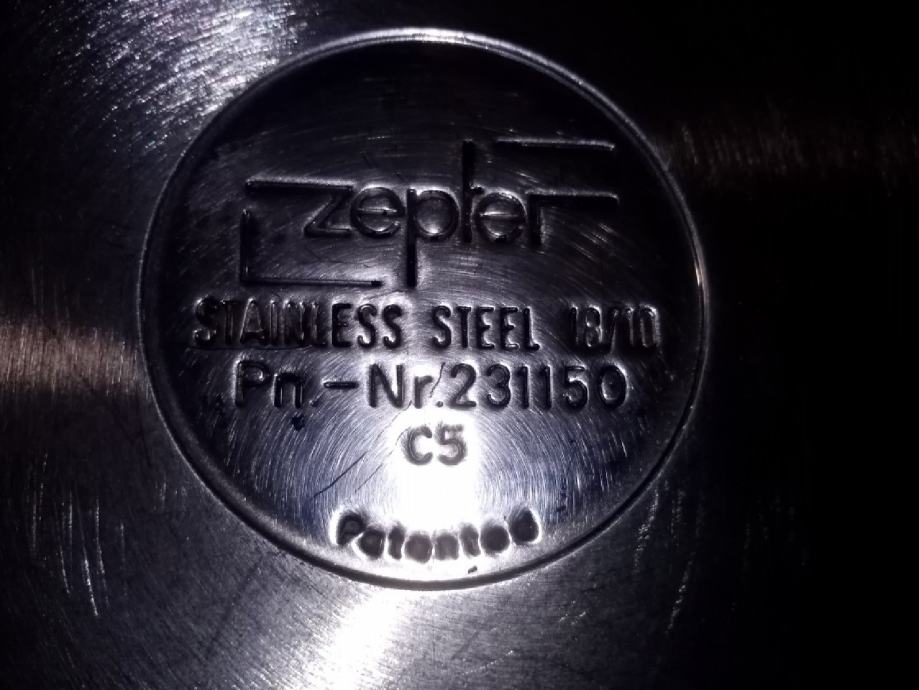 zepter
STAINLESS STEEL 18/10
Pn.-Nr.231150
C5
Patented